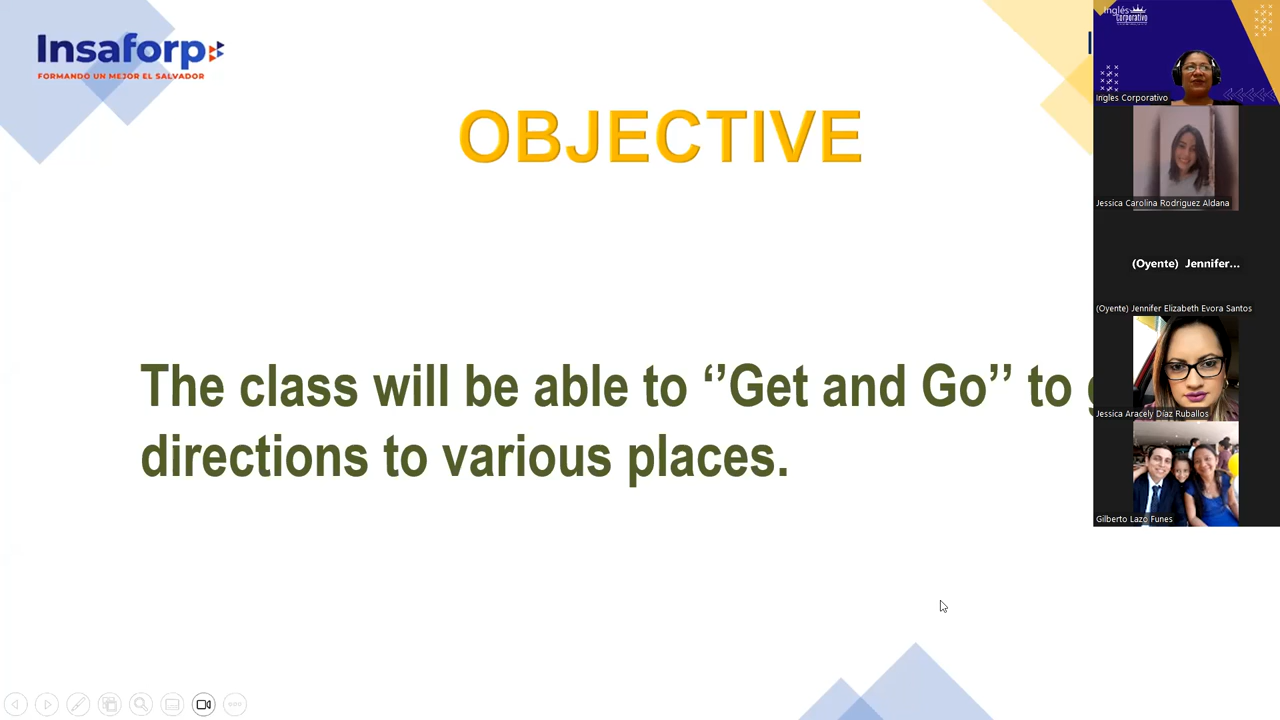 Insaforp
FORMANDO UN MEJOR EL SALVADOR
OBJECTIVE
The class will be able to ‘’Get and Go’’ to
directions to various places.
Inglés
Corporativo
Ingles Corporativo
Jessica Carolina Rodriguez Aldana
(Oyente) Jennifer...
(Oyente) Jennifer Elizabeth Evora Santos
Jessica Aracely Díaz Ruballos
Gilberto Lazo Funes